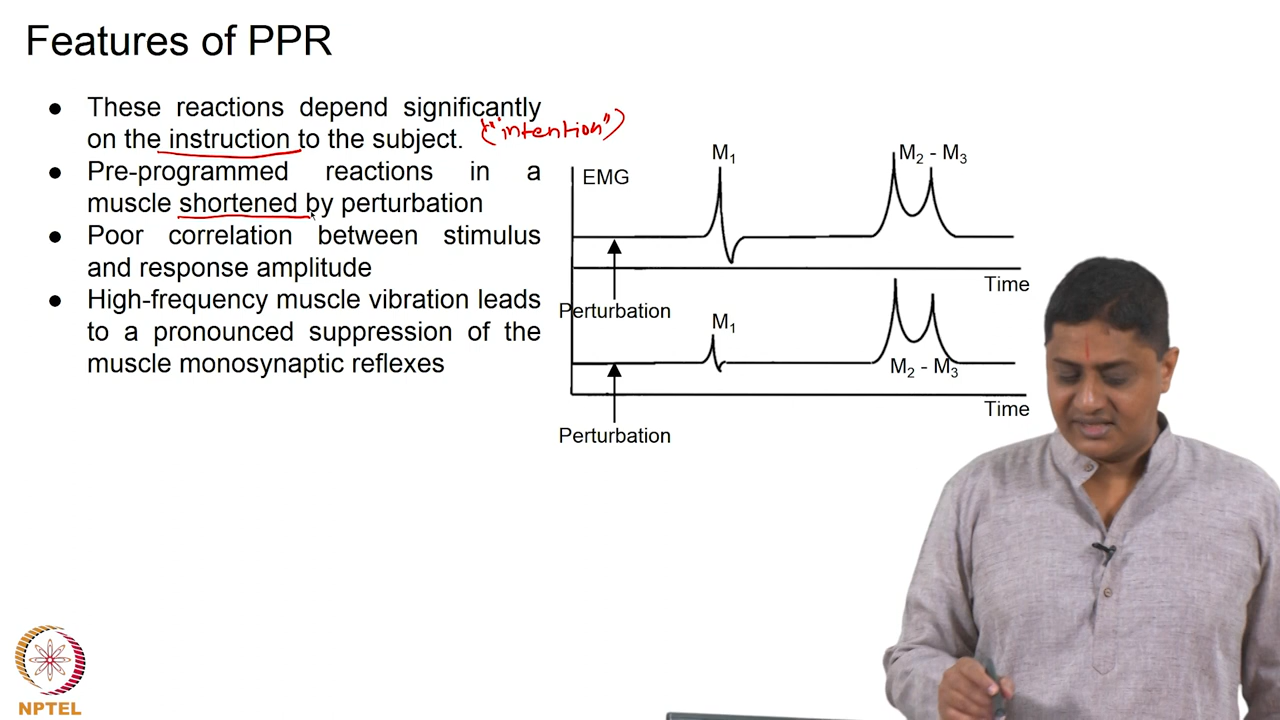 Features of PPR
● These reactions depend significantly
on the instruction to the subject.
("intention")
● Pre-programmed reactions in a
muscle shortened by perturbation
● Poor correlation between stimulus
and response amplitude
● High-frequency muscle vibration leads
to a pronounced suppression of the
muscle monosynaptic reflexes
M₁
M₂ - M₃
EMG
Time
Perturbation
M₁
M₂ - M₃
Time
Perturbation
NPTEL